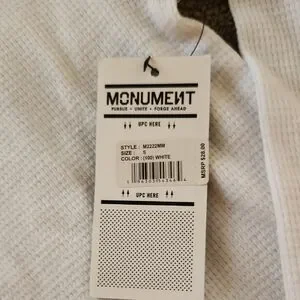 MONUMENT
PURSUE • UNITE • FORGE AHEAD
UPC HERE
STYLE : M2222MM
SIZE : S
COLOR : (100) WHITE
MSRP $28.00
UPC HERE